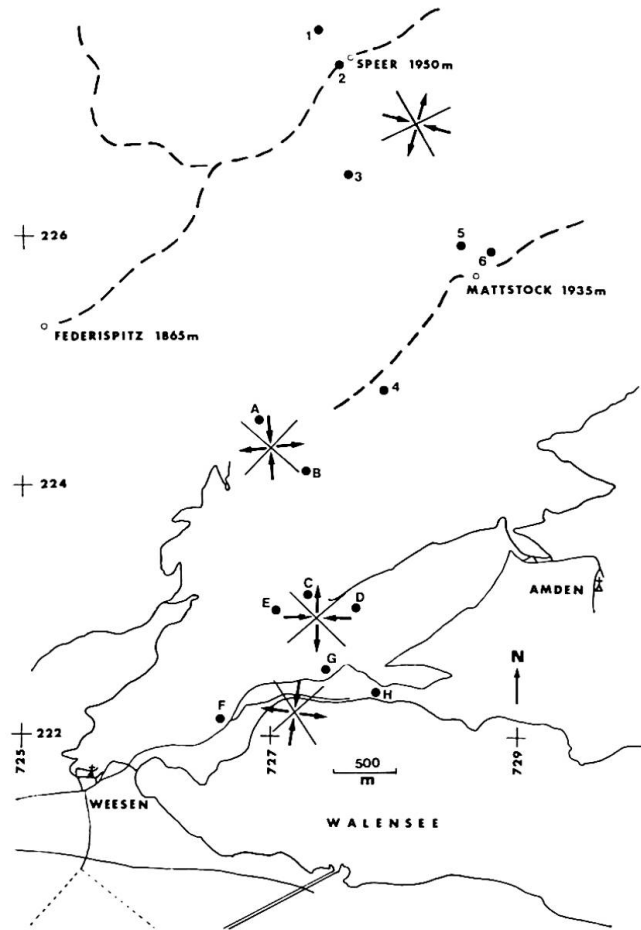 1
2
SPEER 1950m
3
226
5
6
MATTSTOCK 1935m
FEDERISPITZ 1865m
4
A
B
224
C
E
D
AMDEN
G
N
F
H
222
725
727
729
500
m
WEESEN
WALENSEE